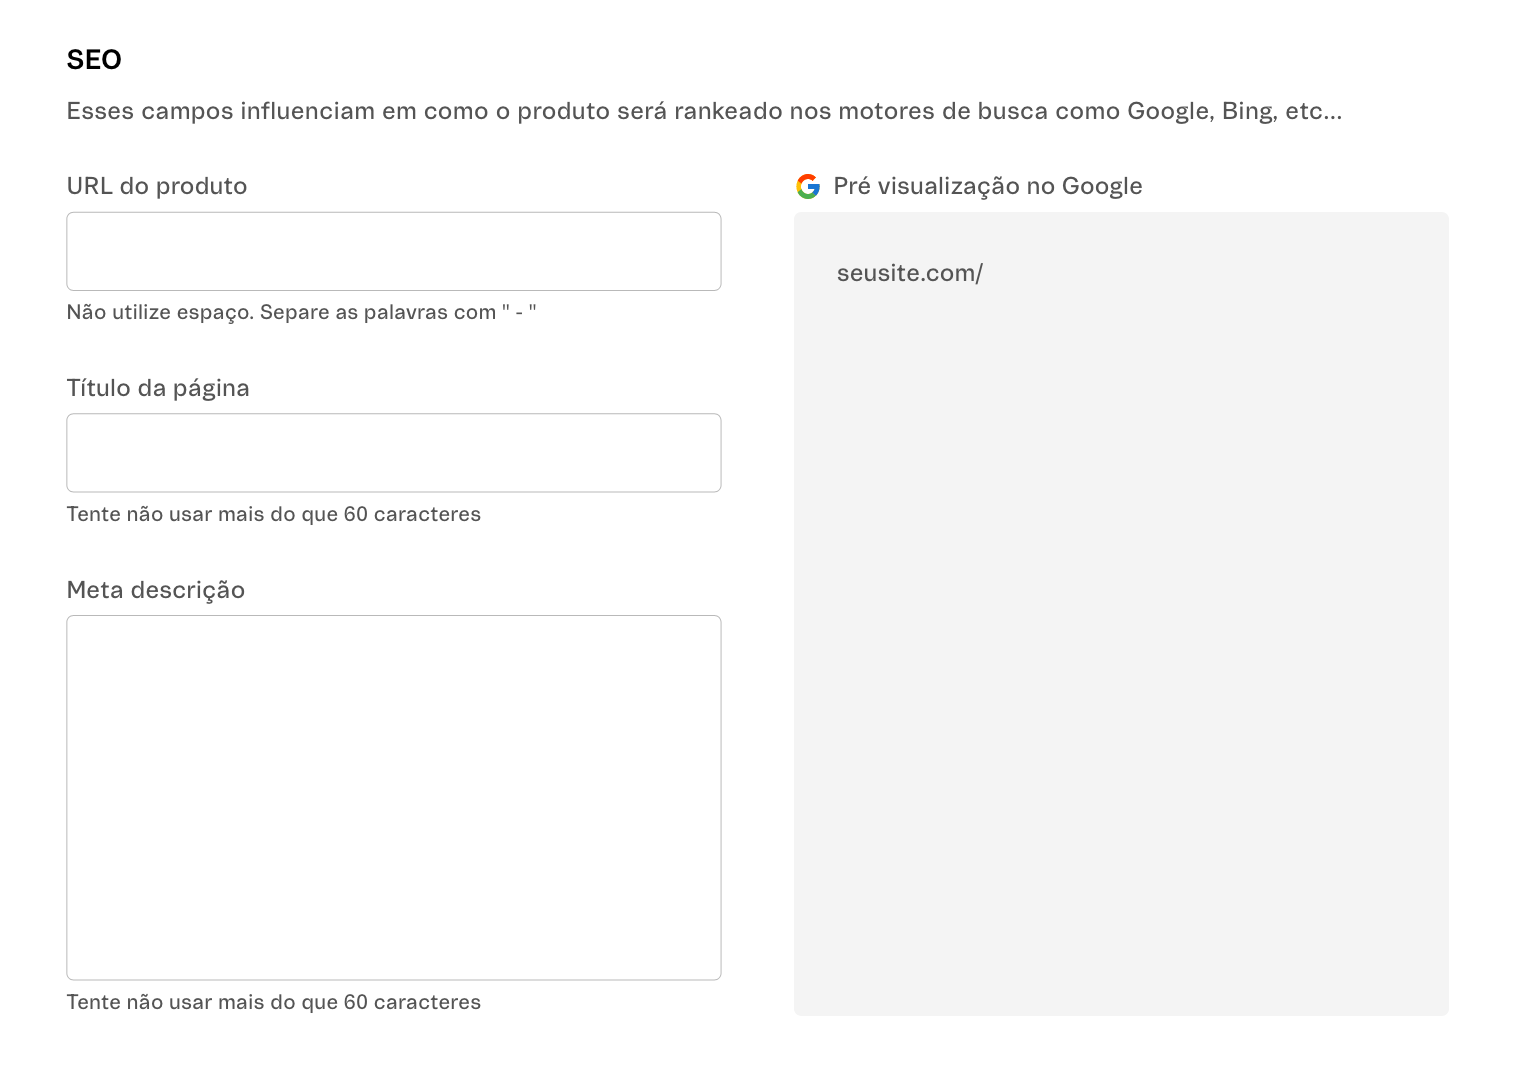 SEO
Esses campos influenciam em como o produto será rankeado nos motores de busca como Google, Bing, etc...
URL do produto
Não utilize espaço. Separe as palavras com " - "
Título da página
Tente não usar mais do que 60 caracteres
Meta descrição
Tente não usar mais do que 60 caracteres
Pré visualização no Google
seusite.com/